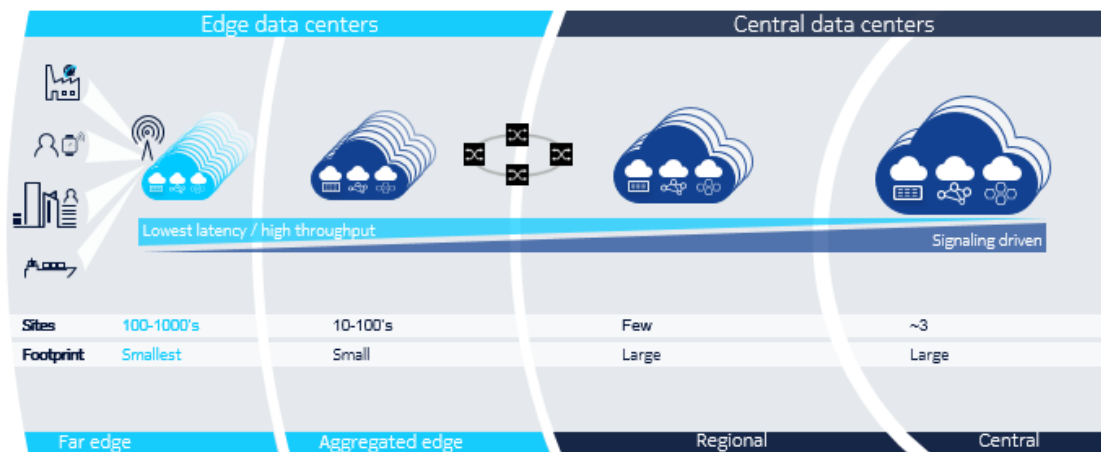 Edge data centers
Central data centers
Lowest latency / high throughput
Signaling driven
Sites 100-1000's 10-100's Few ~3
Footprint Smallest Small Large Large
Far edge Aggregated edge Regional Central